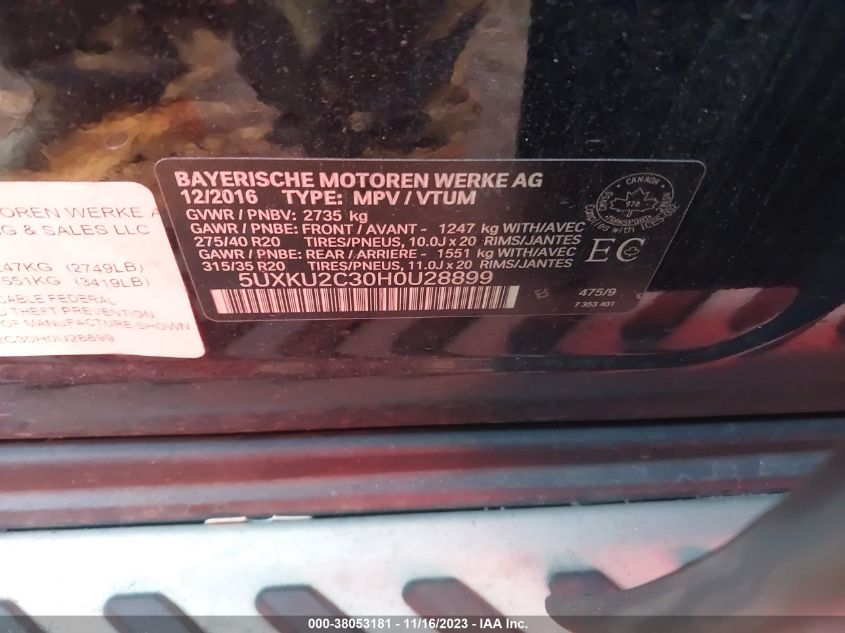 BAYERISCHE MOTOREN WERKE AG
12/2016 TYPE: MPV / VTUM
GVWR / PNBV: 2735 kg
GAWR / PNBE: FRONT / AVANT - 1247 kg WITH/AVEC
275/40 R20 TIRES/PNEUS, 10.0J x 20 RIMS/JANTES
GAWR / PNBE: REAR / ARRIERE - 1551 kg WITH/AVEC
315/35 R20 TIRES/PNEUS, 11.0J x 20 RIMS/JANTES
5UXKU2C30H0U28899
EC
475/9
7 353 401
CANADA
978
TRANSPORT
TOREN WERKE A
G & SALES LLC
247KG (2749LB)
551KG (3419LB)
CABLE FEDERAL
D THEFT PREVENTION
OF MANUFACTURE SHOWN
2C30H0U28899
000-38053181 - 11/16/2023 - IAA Inc.